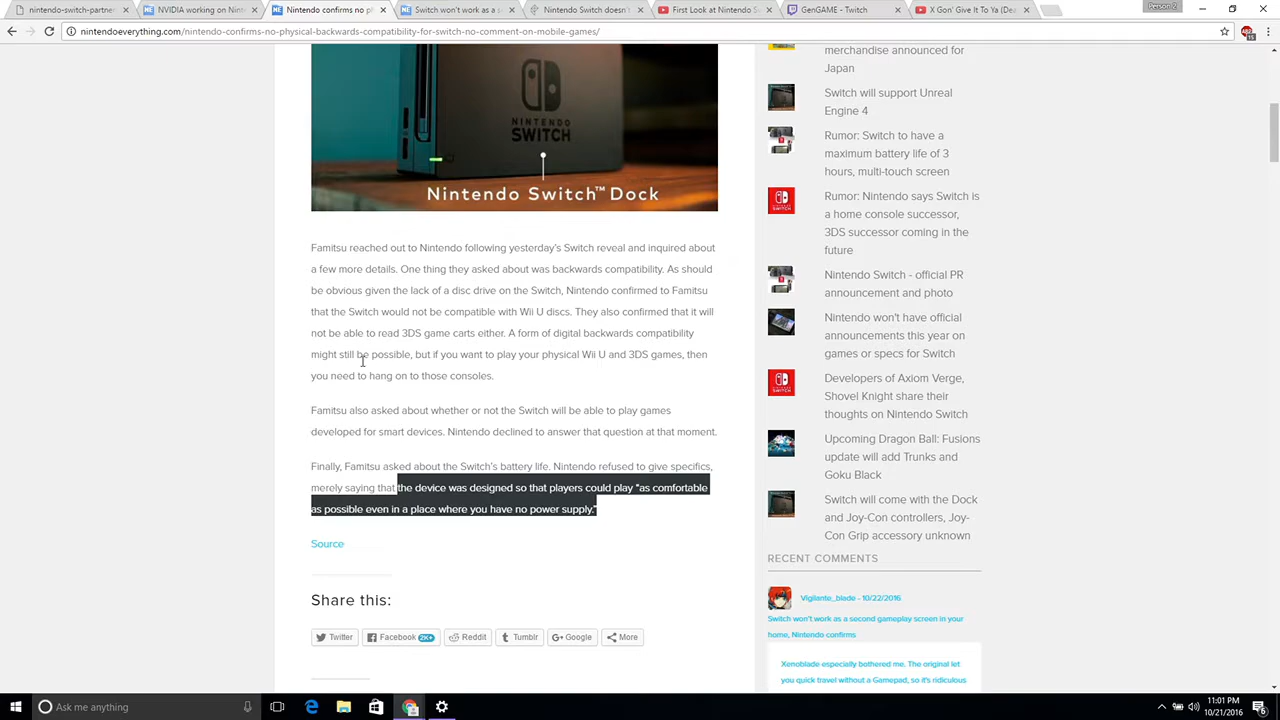 nintendo-switch-partner
NVIDIA working on Ninten
Nintendo confirms no p
Switch won't work as a s
Nintendo Switch doesn't
First Look at Nintendo Sw
GenGAME - Twitch
X Gon' Give It To Ya (Dea
Person 2
nintendoeverything.com/nintendo-confirms-no-physical-backwards-compatibility-for-switch-no-comment-on-mobile-games/
NINTENDO
SWITCH
Nintendo Switch™ Dock
Famitsu reached out to Nintendo following yesterday's Switch reveal and inquired about
a few more details. One thing they asked about was backwards compatibility. As should
be obvious given the lack of a disc drive on the Switch, Nintendo confirmed to Famitsu
that the Switch would not be compatible with Wii U discs. They also confirmed that it will
not be able to read 3DS game carts either. A form of digital backwards compatibility
might still be possible, but if you want to play your physical Wii U and 3DS games, then
you need to hang on to those consoles.
Famitsu also asked about whether or not the Switch will be able to play games
developed for smart devices. Nintendo declined to answer that question at that moment.
Finally, Famitsu asked about the Switch's battery life. Nintendo refused to give specifics,
merely saying that the device was designed so that players could play "as comfortable
as possible even in a place where you have no power supply."
Source
Share this:
Twitter
Facebook 2K+
Reddit
Tumblr
Google
More
merchandise announced for
Japan
Switch will support Unreal
Engine 4
Rumor: Switch to have a
maximum battery life of 3
hours, multi-touch screen
Rumor: Nintendo says Switch is
a home console successor,
3DS successor coming in the
future
Nintendo Switch - official PR
announcement and photo
Nintendo won't have official
announcements this year on
games or specs for Switch
Developers of Axiom Verge,
Shovel Knight share their
thoughts on Nintendo Switch
Upcoming Dragon Ball: Fusions
update will add Trunks and
Goku Black
Switch will come with the Dock
and Joy-Con controllers, Joy-
Con Grip accessory unknown
RECENT COMMENTS
Vigilante_blade - 10/22/2016
Switch won't work as a second gameplay screen in your
home, Nintendo confirms
Xenoblade especially bothered me. The original let
you quick travel without a Gamepad, so it's ridiculous
Ask me anything
11:01 PM
10/21/2016